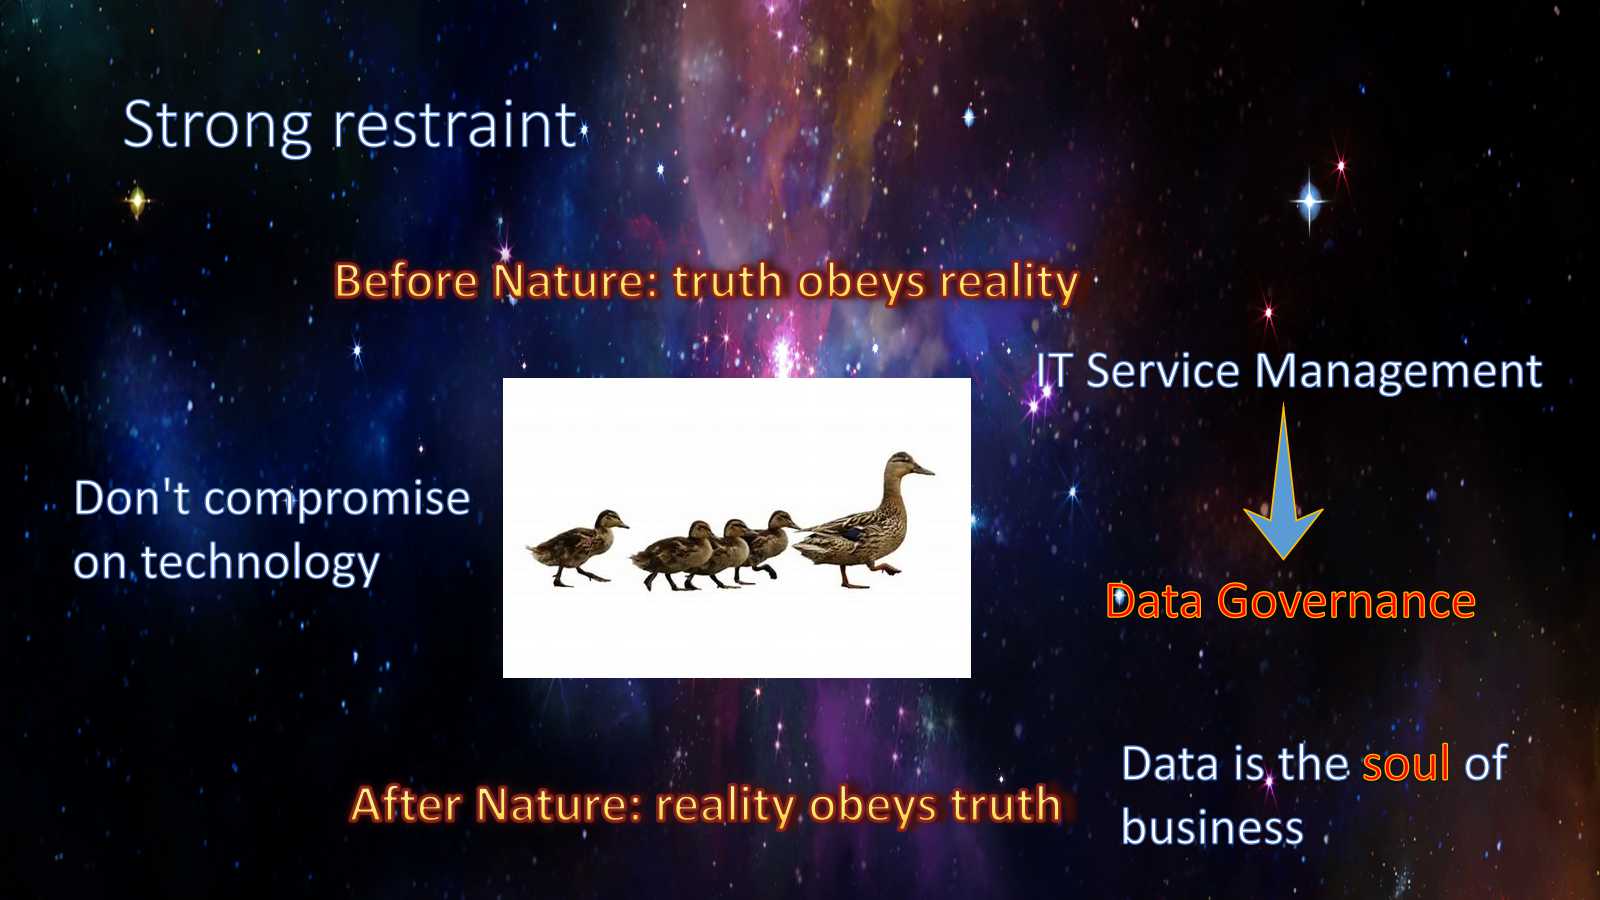 Strong restraint
Before Nature: truth obeys reality
IT Service Management
Don't compromise
on technology
Data Governance
Data is the soul of
business
After Nature: reality obeys truth